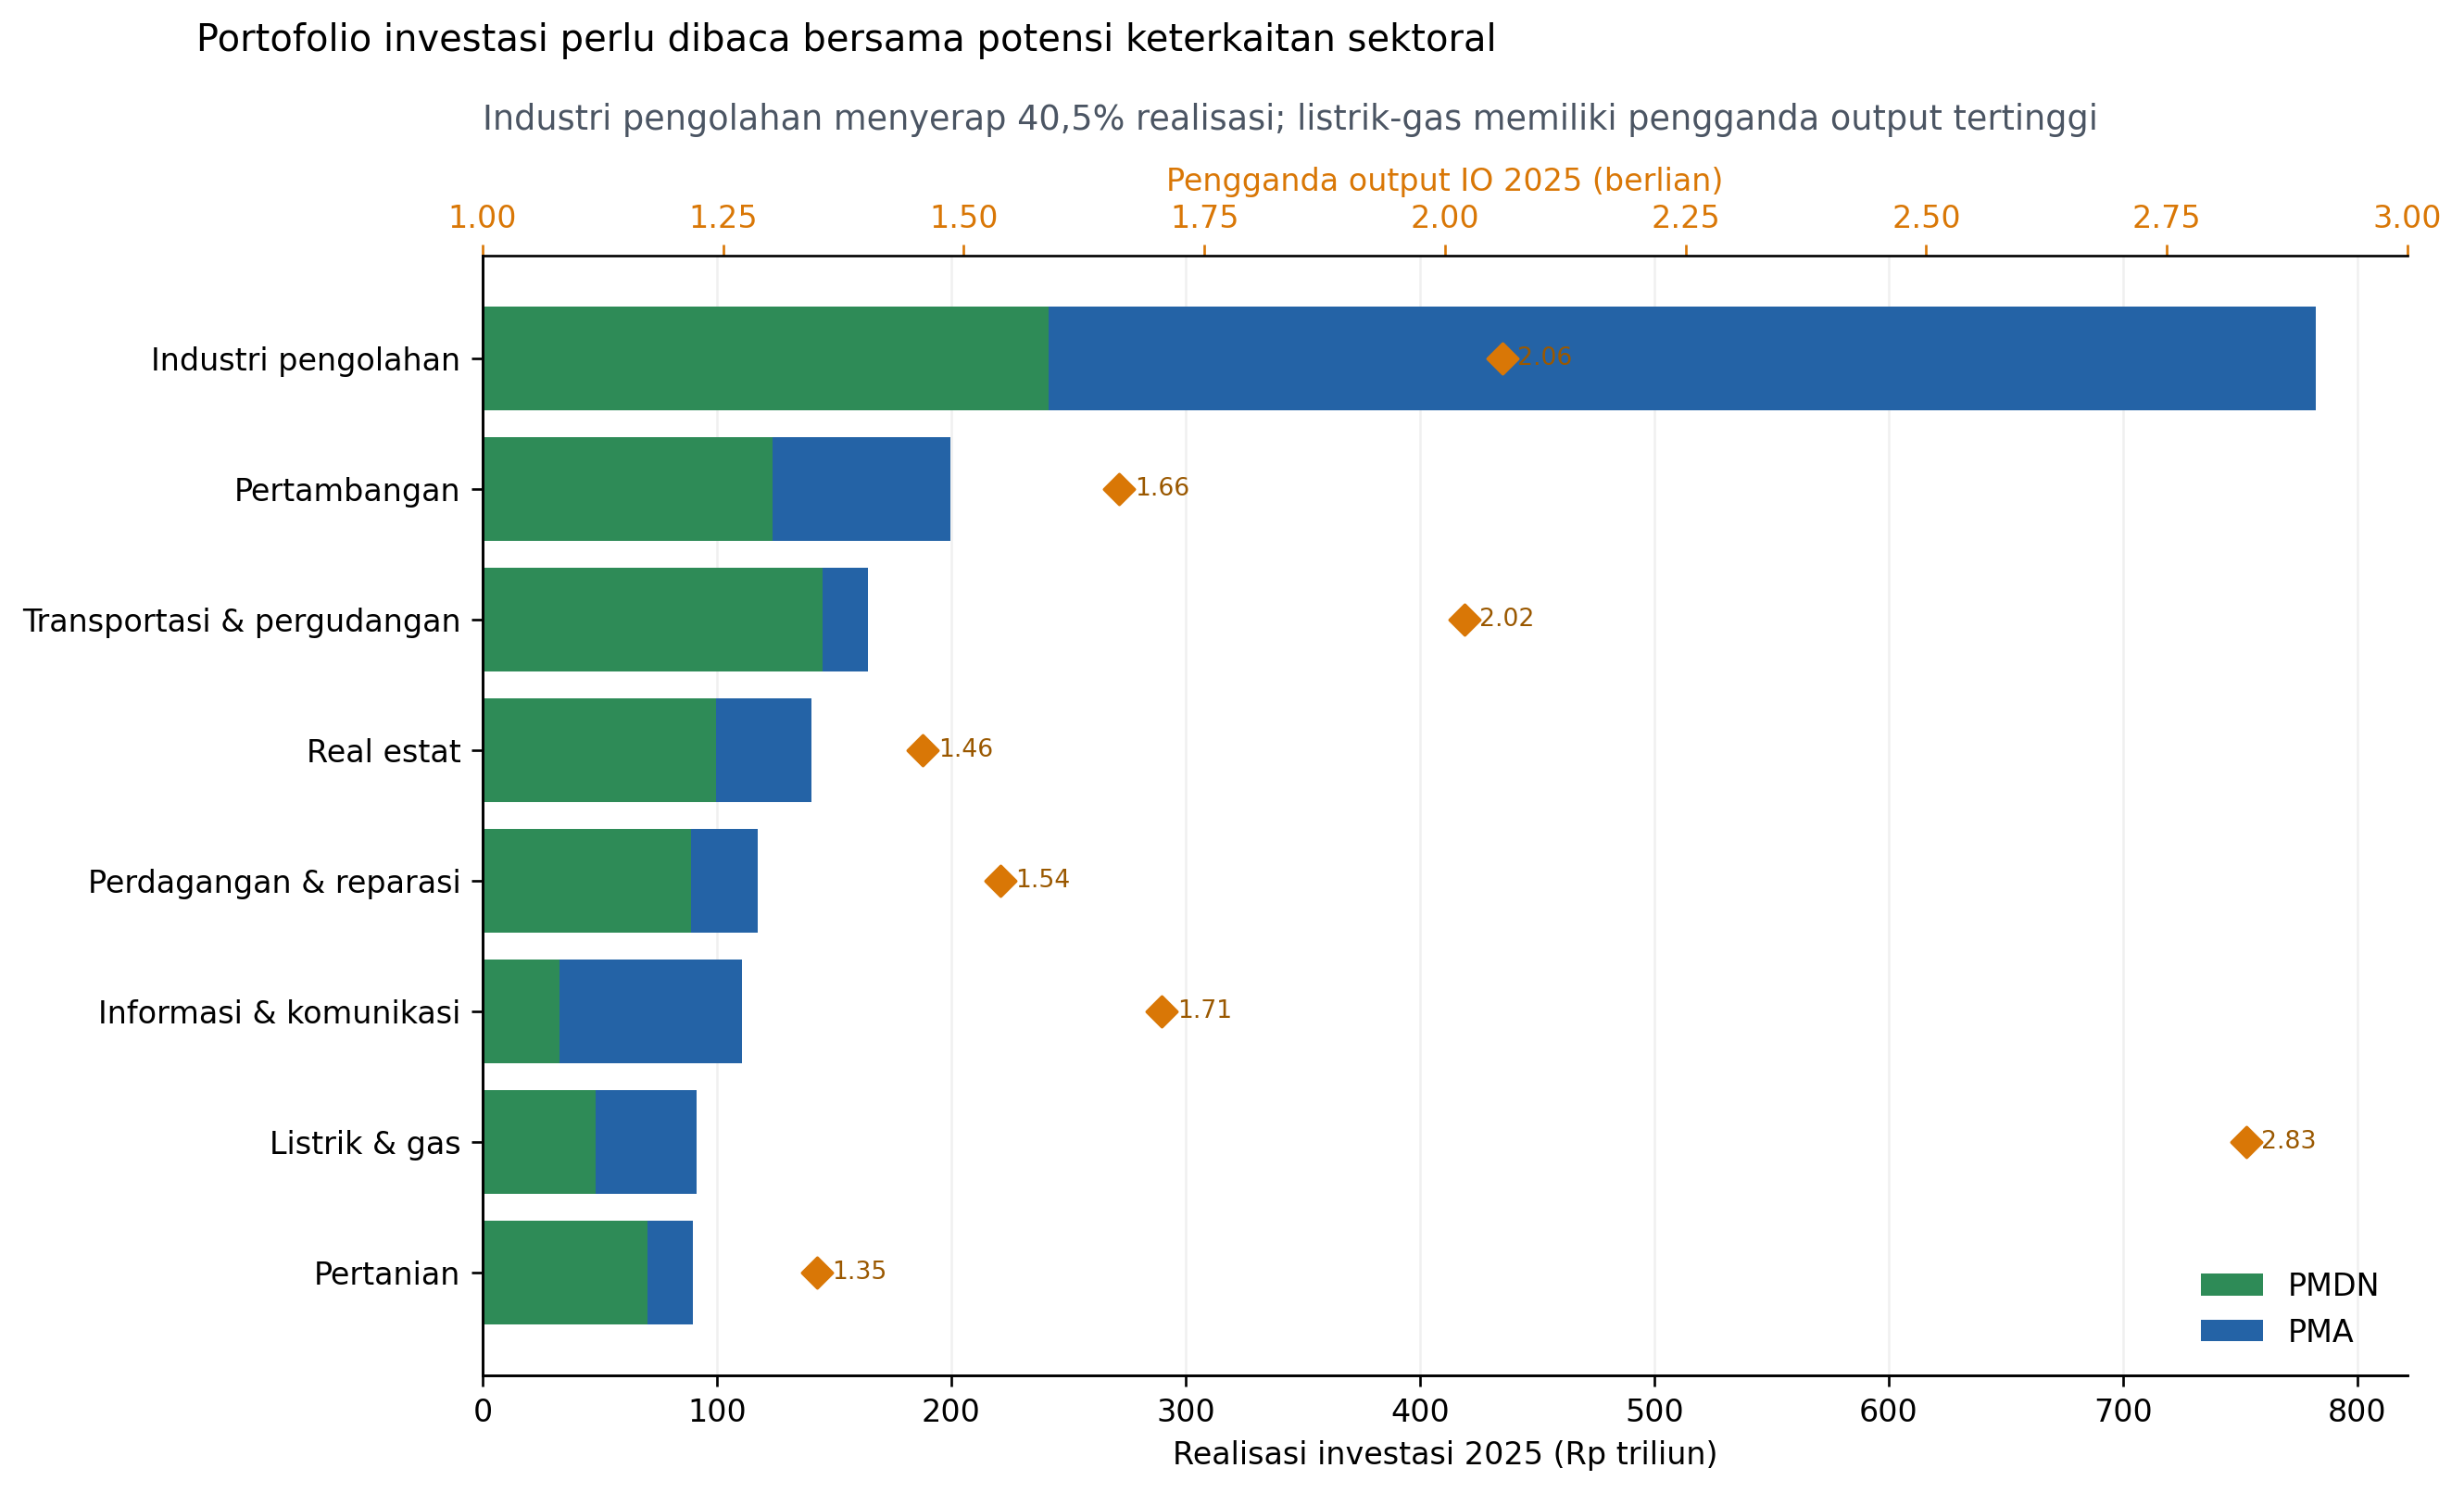 Portofolio investasi perlu dibaca bersama potensi keterkaitan sektoral
Industri pengolahan menyerap 40,5% realisasi; listrik-gas memiliki pengganda output tertinggi
Pengganda output IO 2025 (berlian)
1.00 1.25 1.50 1.75 2.00 2.25 2.50 2.75 3.00
Industri pengolahan 2.06
Pertambangan 1.66
Transportasi & pergudangan 2.02
Real estat 1.46
Perdagangan & reparasi 1.54
Informasi & komunikasi 1.71
Listrik & gas 2.83
Pertanian 1.35
PMDN
PMA
0 100 200 300 400 500 600 700 800
Realisasi investasi 2025 (Rp triliun)